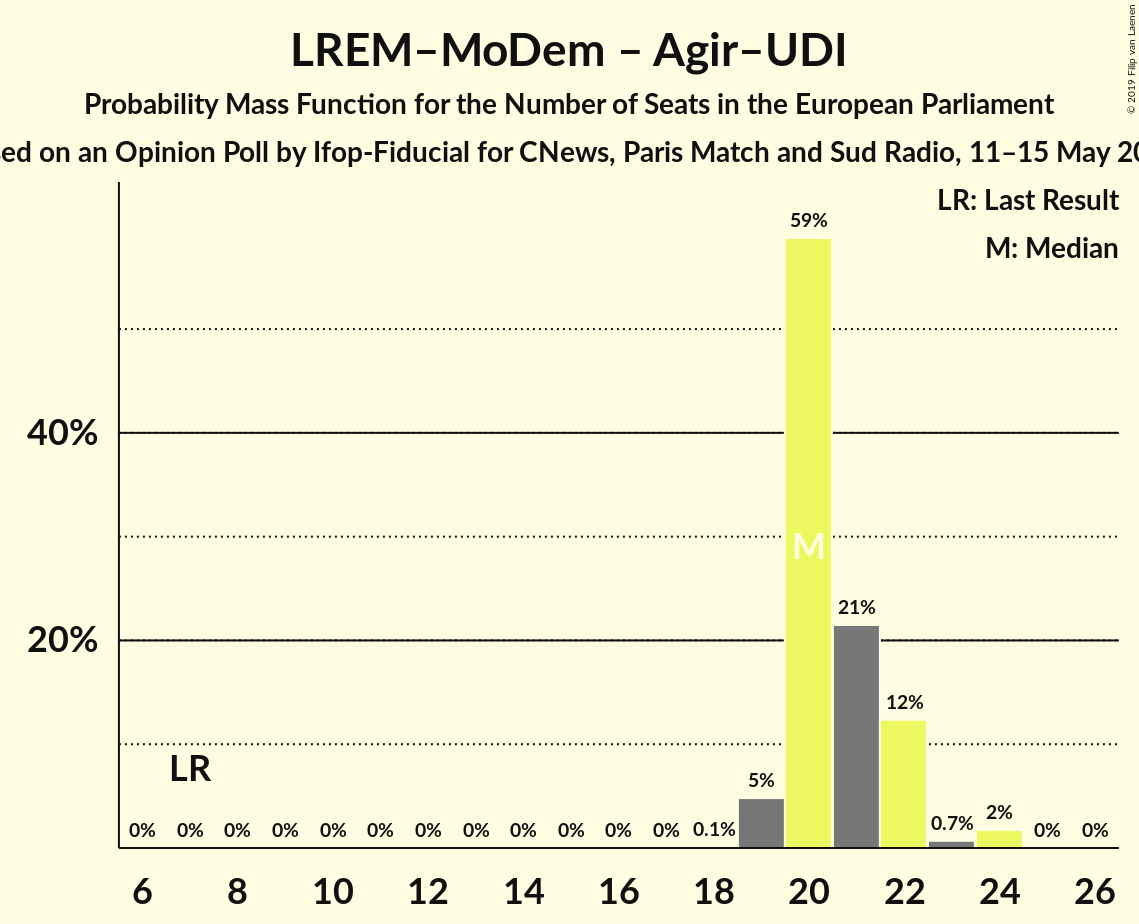 LREM–MoDem – Agir–UDI
Probability Mass Function for the Number of Seats in the European Parliament
on an Opinion Poll by Ifop-Fiducial for CNews, Paris Match and Sud Radio, 11–15 May
© 2019 Filip van Laenen
LR: Last Result
M: Median
59%
40%
M
21%
20%
12%
LR
5%
0% 0% 0% 0% 0% 0% 0% 0% 0% 0% 0% 0% 0.1% 0.7% 2% 0% 0%
6 8 10 12 14 16 18 20 22 24 26